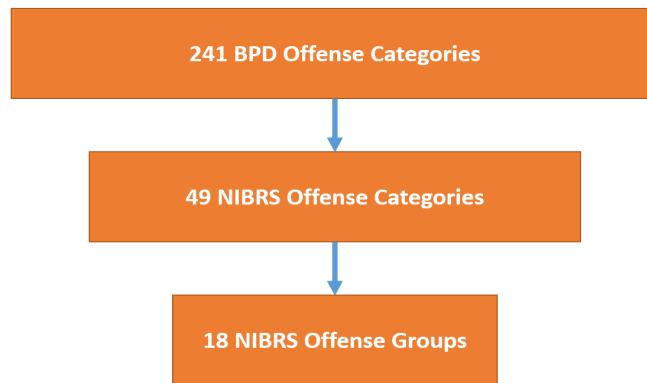 241 BPD Offense Categories
49 NIBRS Offense Categories
18 NIBRS Offense Groups